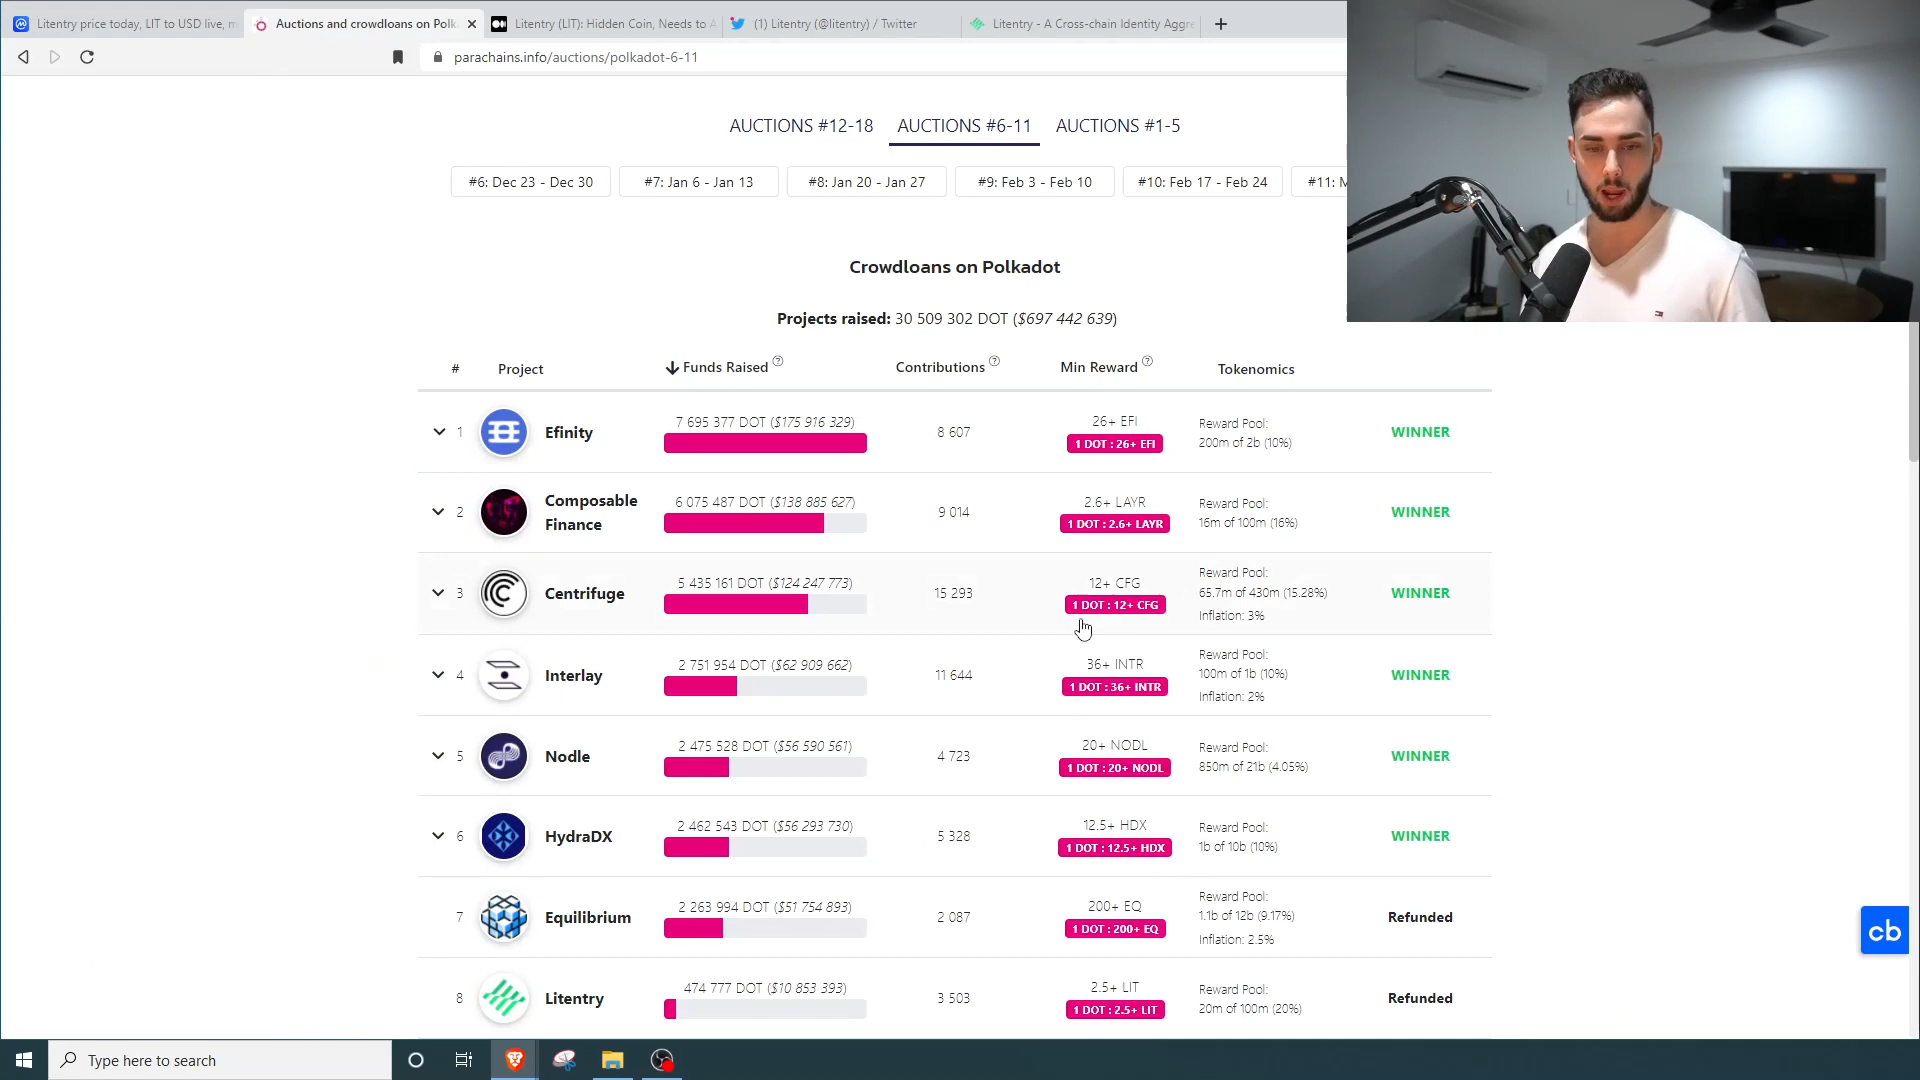 Litentry price today, LIT to USD live, m
Auctions and crowdloans on Polk
Litentry (LIT): Hidden Coin, Needs to A
(1) Litentry (@litentry) / Twitter
Litentry - A Cross-chain Identity Aggre
parachains.info/auctions/polkadot-6-11
AUCTIONS #12-18
AUCTIONS #6-11
AUCTIONS #1-5
#6: Dec 23 - Dec 30
#7: Jan 6 - Jan 13
#8: Jan 20 - Jan 27
#9: Feb 3 - Feb 10
#10: Feb 17 - Feb 24
#11: M
Crowdloans on Polkadot
Projects raised: 30 509 302 DOT ($697 442 639)
# Project Funds Raised ? Contributions ? Min Reward ? Tokenomics
1 Efinity
7 695 377 DOT ($175 916 329)
8 607
26+ EFI
1 DOT : 26+ EFI
Reward Pool:
200m of 2b (10%)
WINNER
2 Composable
Finance
6 075 487 DOT ($138 885 627)
9 014
2.6+ LAYR
1 DOT : 2.6+ LAYR
Reward Pool:
16m of 100m (16%)
WINNER
3 Centrifuge
5 435 161 DOT ($124 247 773)
15 293
12+ CFG
1 DOT : 12+ CFG
Reward Pool:
65.7m of 430m (15.28%)
Inflation: 3%
WINNER
4 Interlay
2 751 954 DOT ($62 909 662)
11 644
36+ INTR
1 DOT : 36+ INTR
Reward Pool:
100m of 1b (10%)
Inflation: 2%
WINNER
5 Nodle
2 475 528 DOT ($56 590 561)
4 723
20+ NODL
1 DOT : 20+ NODL
Reward Pool:
850m of 21b (4.05%)
WINNER
6 HydraDX
2 462 543 DOT ($56 293 730)
5 328
12.5+ HDX
1 DOT : 12.5+ HDX
Reward Pool:
1b of 10b (10%)
WINNER
7 Equilibrium
2 263 994 DOT ($51 754 893)
2 087
200+ EQ
1 DOT : 200+ EQ
Reward Pool:
1.1b of 12b (9.17%)
Inflation: 2.5%
Refunded
8 Litentry
474 777 DOT ($10 853 393)
3 503
2.5+ LIT
1 DOT : 2.5+ LIT
Reward Pool:
20m of 100m (20%)
Refunded
cb
Type here to search